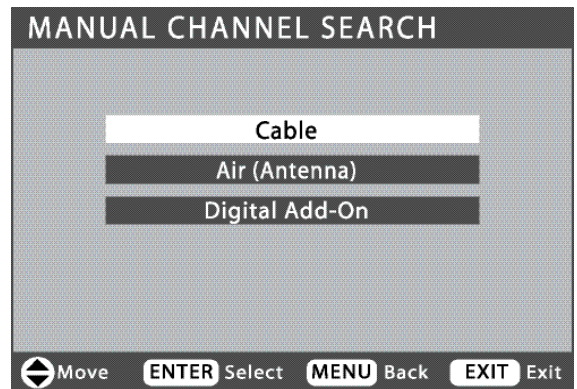 MANUAL CHANNEL SEARCH
Cable
Air (Antenna)
Digital Add-On
Move ENTER Select MENU Back EXIT Exit